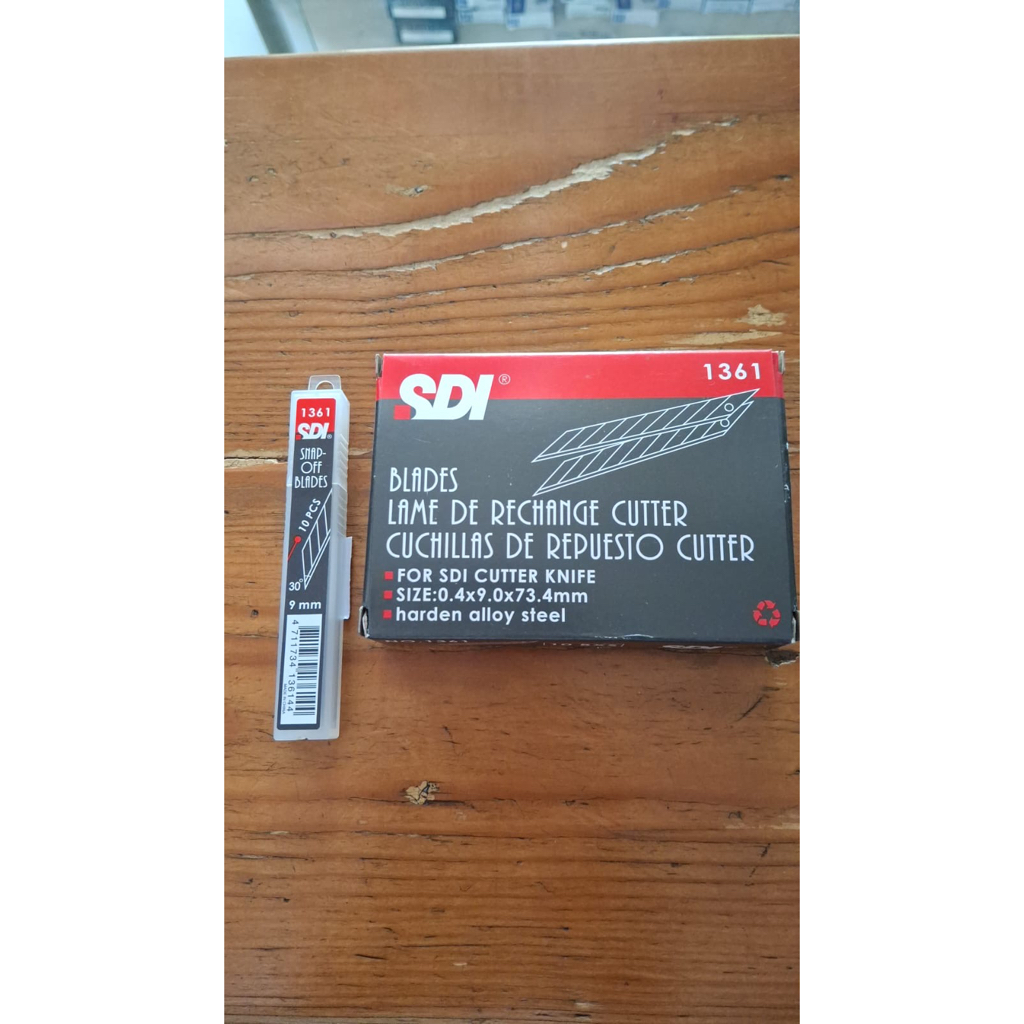 1361
SDI®
SNAP-
OFF
BLADES
10 PCS
30°
9 mm
4 711734 136144
SDI®
1361
BLADES
LAME DE RECHANGE CUTTER
CUCHILLAS DE REPUESTO CUTTER
FOR SDI CUTTER KNIFE
SIZE:0.4x9.0x73.4mm
harden alloy steel